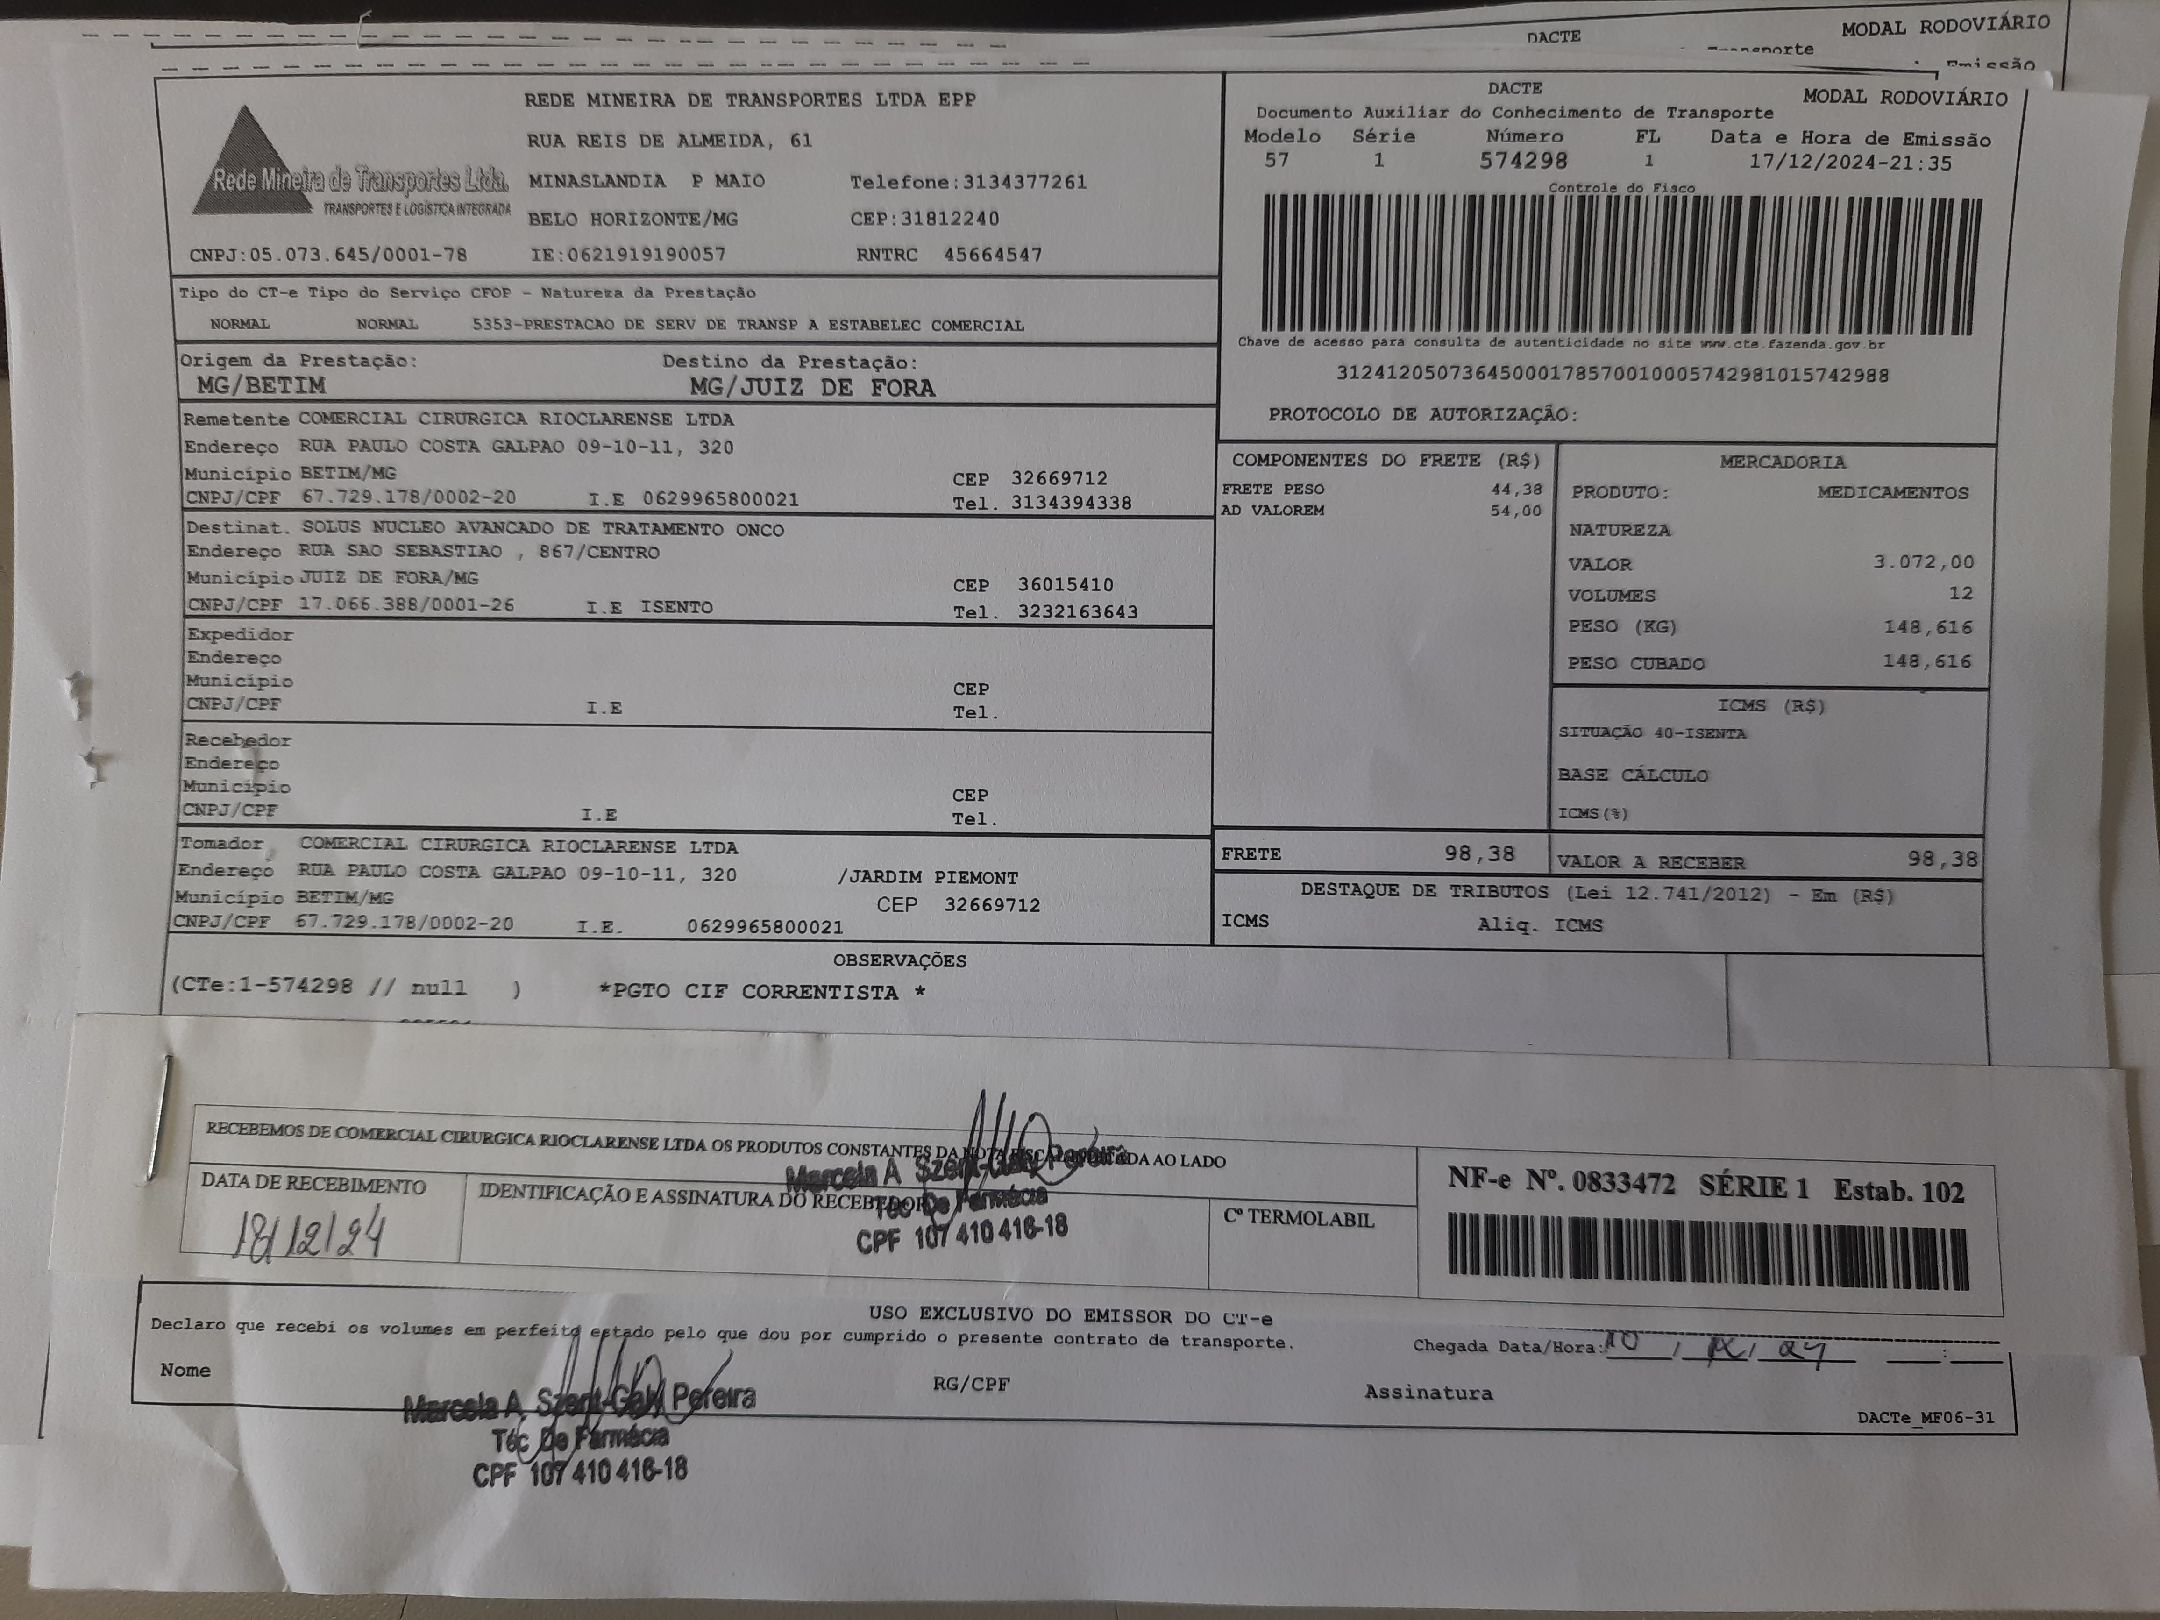 DACTE MODAL RODOVIÁRIO
REDE MINEIRA DE TRANSPORTES LTDA EPP
RUA REIS DE ALMEIDA, 61
MINASLANDIA P MAIO Telefone:3134377261
BELO HORIZONTE/MG CEP:31812240
Rede Mineira de Transportes Ltda.
TRANSPORTES E LOGÍSTICA INTEGRADA
CNPJ:05.073.645/0001-78 IE:0621919190057 RNTRC 45664547
DACTE MODAL RODOVIÁRIO
Documento Auxiliar do Conhecimento de Transporte
Modelo Série Número FL Data e Hora de Emissão
57 1 574298 1 17/12/2024-21:35
Controle do Fisco
Chave de acesso para consulta de autenticidade no site www.cte.fazenda.gov.br
31241205073645000178570010005742981015742988
PROTOCOLO DE AUTORIZAÇÃO:
Tipo do CT-e Tipo do Serviço CFOP - Natureza da Prestação
NORMAL NORMAL 5353-PRESTACAO DE SERV DE TRANSP A ESTABELEC COMERCIAL
Origem da Prestação: Destino da Prestação:
MG/BETIM MG/JUIZ DE FORA
Remetente COMERCIAL CIRURGICA RIOCLARENSE LTDA
Endereço RUA PAULO COSTA GALPAO 09-10-11, 320
Município BETIM/MG CEP 32669712
CNPJ/CPF 67.729.178/0002-20 I.E 0629965800021 Tel. 3134394338
Destinat. SOLUS NUCLEO AVANCADO DE TRATAMENTO ONCO
Endereço RUA SAO SEBASTIAO , 867/CENTRO
Município JUIZ DE FORA/MG CEP 36015410
CNPJ/CPF 17.066.388/0001-26 I.E ISENTO Tel. 3232163643
Expedidor
Endereço
Município CEP
CNPJ/CPF I.E Tel.
Recebedor
Endereço
Município CEP
CNPJ/CPF I.E Tel.
Tomador COMERCIAL CIRURGICA RIOCLARENSE LTDA
Endereço RUA PAULO COSTA GALPAO 09-10-11, 320 /JARDIM PIEMONT
Município BETIM/MG CEP 32669712
CNPJ/CPF 67.729.178/0002-20 I.E. 0629965800021
COMPONENTES DO FRETE (R$)
FRETE PESO 44,38
AD VALOREM 54,00
MERCADORIA
PRODUTO: MEDICAMENTOS
NATUREZA
VALOR 3.072,00
VOLUMES 12
PESO (KG) 148,616
PESO CUBADO 148,616
ICMS (R$)
SITUAÇÃO 40-ISENTA
BASE CÁLCULO
ICMS(%)
FRETE 98,38 VALOR A RECEBER 98,38
DESTAQUE DE TRIBUTOS (Lei 12.741/2012) - Em (R$)
ICMS Aliq. ICMS
OBSERVAÇÕES
(CTe:1-574298 // null ) *PGTO CIF CORRENTISTA *
RECEBEMOS DE COMERCIAL CIRURGICA RIOCLARENSE LTDA OS PRODUTOS CONSTANTES DA NOTA FISCAL INDICADA AO LADO
DATA DE RECEBIMENTO IDENTIFICAÇÃO E ASSINATURA DO RECEBEDOR
18/12/24
Marcela A. Szent-Galy Pereira
Téc De Farmácia
CPF 107 410 416-18
Cº TERMOLABIL
NF-e Nº. 0833472 SÉRIE 1 Estab. 102
USO EXCLUSIVO DO EMISSOR DO CT-e
Declaro que recebi os volumes em perfeito estado pelo que dou por cumprido o presente contrato de transporte.
Chegada Data/Hora:
Nome RG/CPF Assinatura
Marcela A. Szent-Galy Pereira
Téc De Farmácia
CPF 107 410 416-18
DACTe_MF06-31